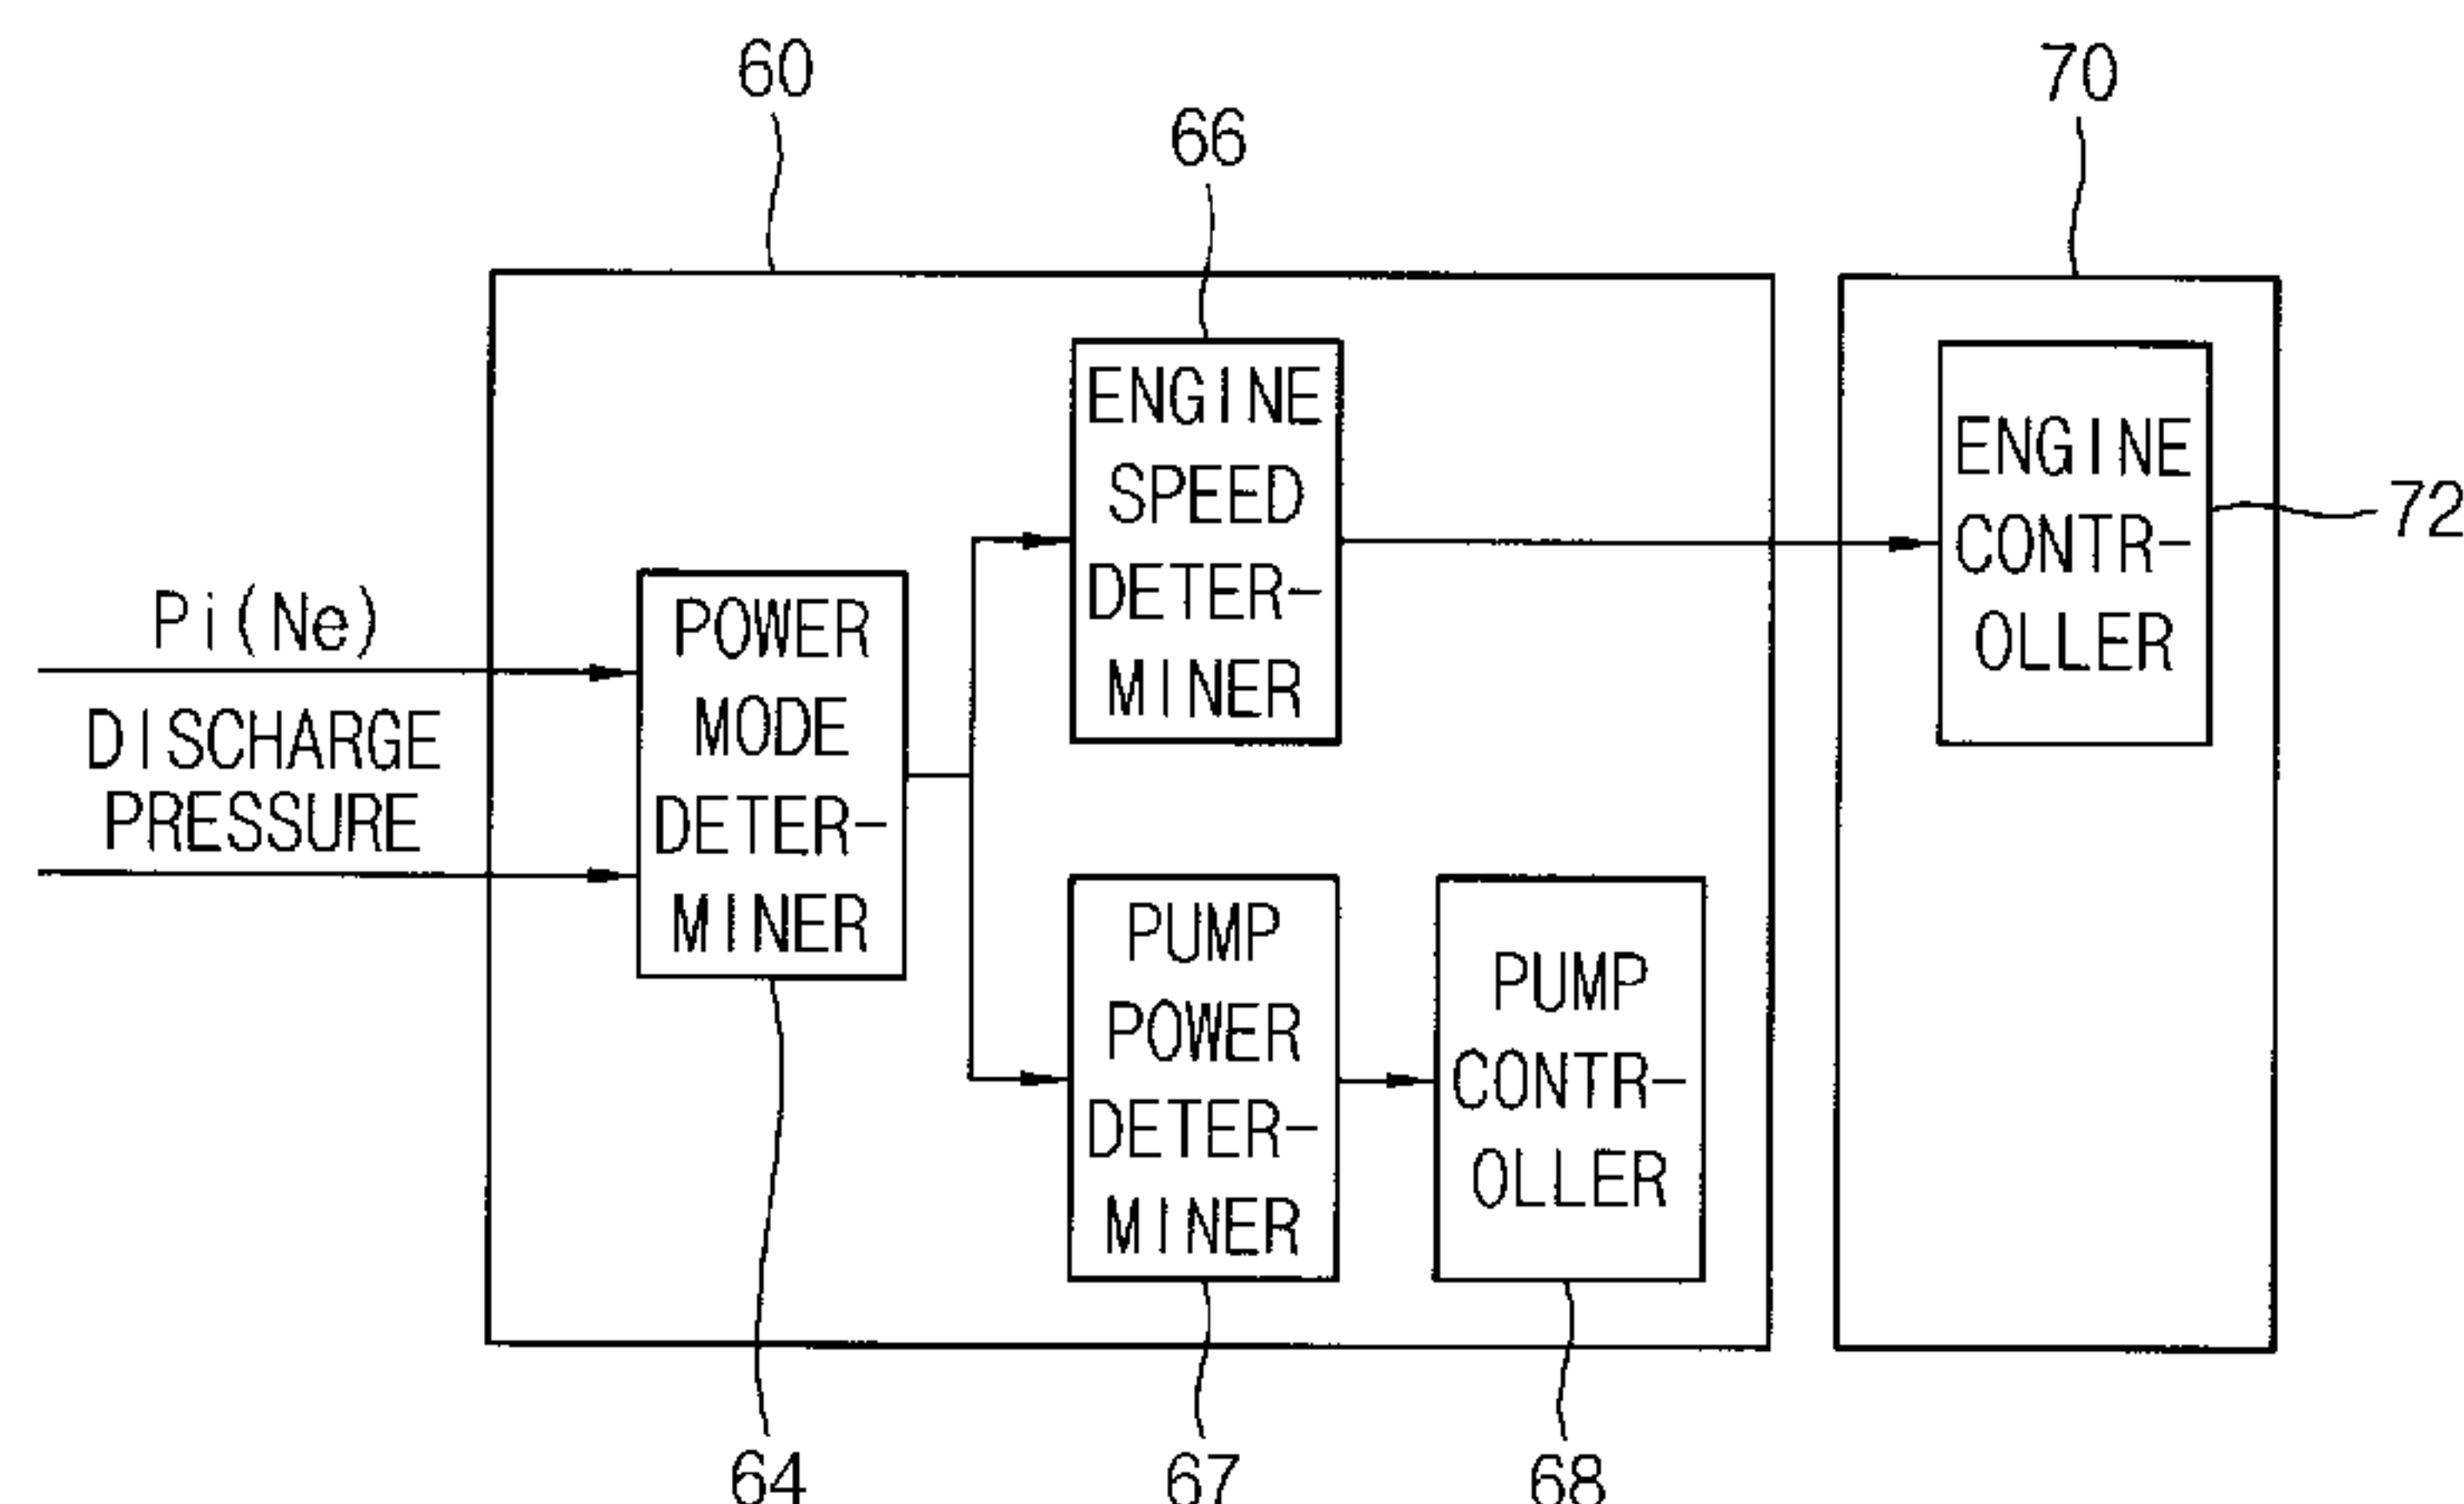 60
70
66
ENGINE
SPEED
DETER-
MINER
ENGINE
CONTR-
OLLER
72
Pi(Ne)
DISCHARGE
PRESSURE
POWER
MODE
DETER-
MINER
PUMP
POWER
DETER-
MINER
PUMP
CONTR-
OLLER
64
67
68